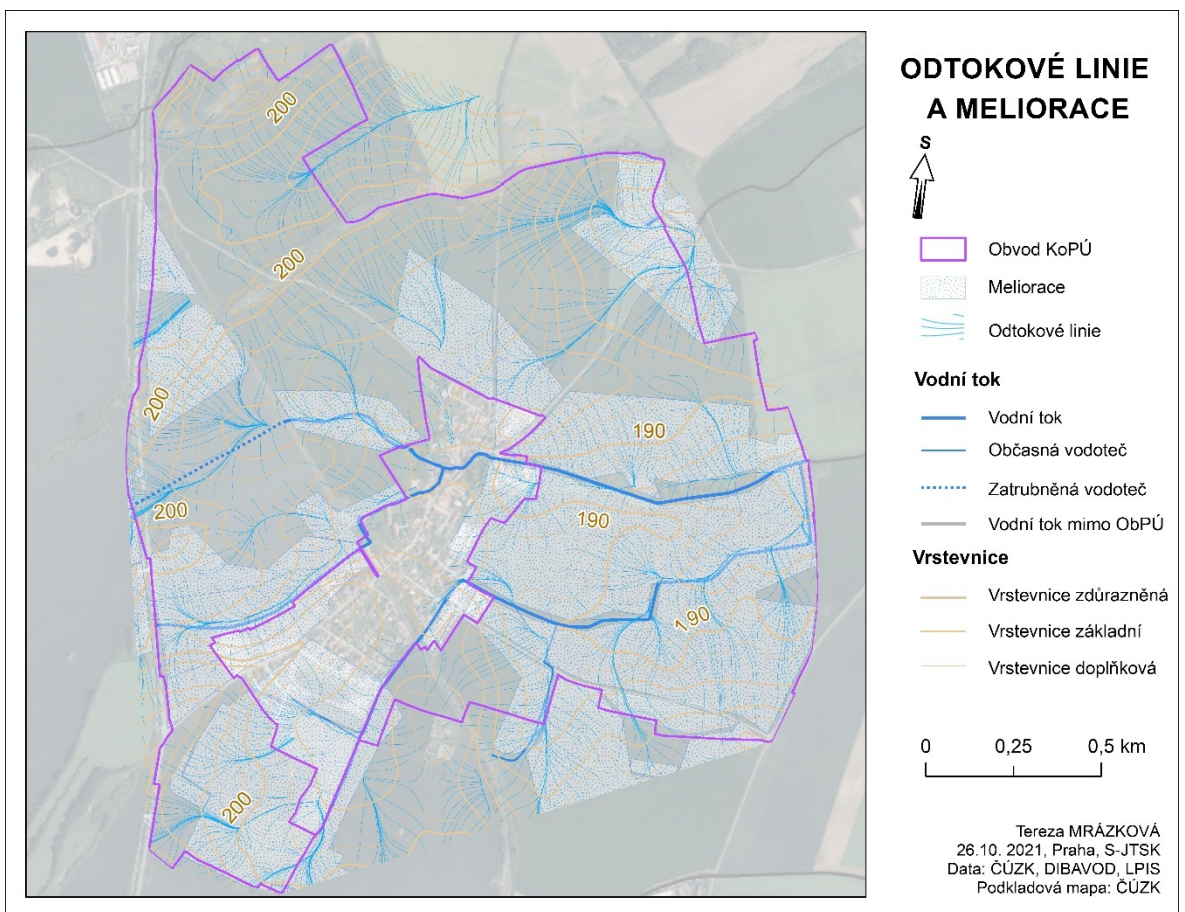 ODTOKOVÉ LINIE
A MELIORACE
S
Obvod KoPÚ
Meliorace
Odtokové linie
Vodní tok
Vodní tok
Občasná vodoteč
Zatrubněná vodoteč
Vodní tok mimo ObPÚ
Vrstevnice
Vrstevnice zdůrazněná
Vrstevnice základní
Vrstevnice doplňková
0 0,25 0,5 km
Tereza MRÁZKOVÁ
26.10. 2021, Praha, S-JTSK
Data: ČÚZK, DIBAVOD, LPIS
Podkladová mapa: ČÚZK
200
200
200
190
200
190
190
200